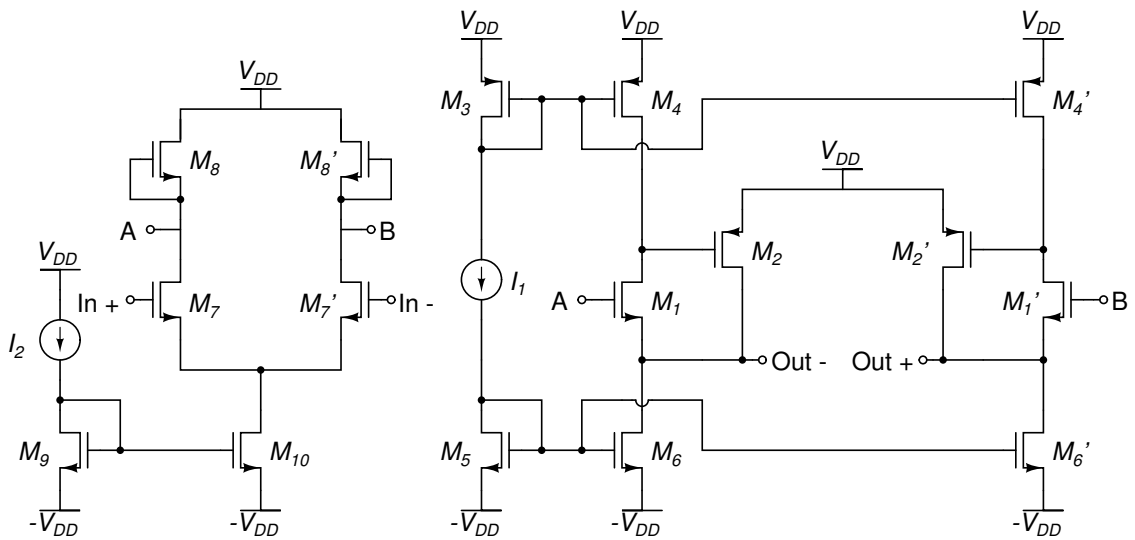 V_DD V_DD V_DD
V_DD
M_3 M_4 M_4'
M_8 M_8'
V_DD
A B
M_2 M_2'
V_DD
I_1
A M_1 M_1' B
In + M_7 M_7' In -
I_2
Out - Out +
M_9 M_10 M_5 M_6 M_6'
-V_DD -V_DD -V_DD -V_DD -V_DD